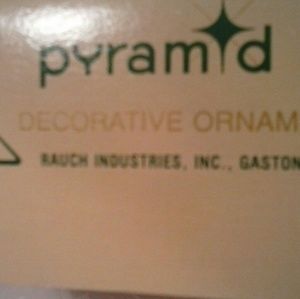 pyramid
DECORATIVE ORNAM
RAUCH INDUSTRIES, INC., GASTON